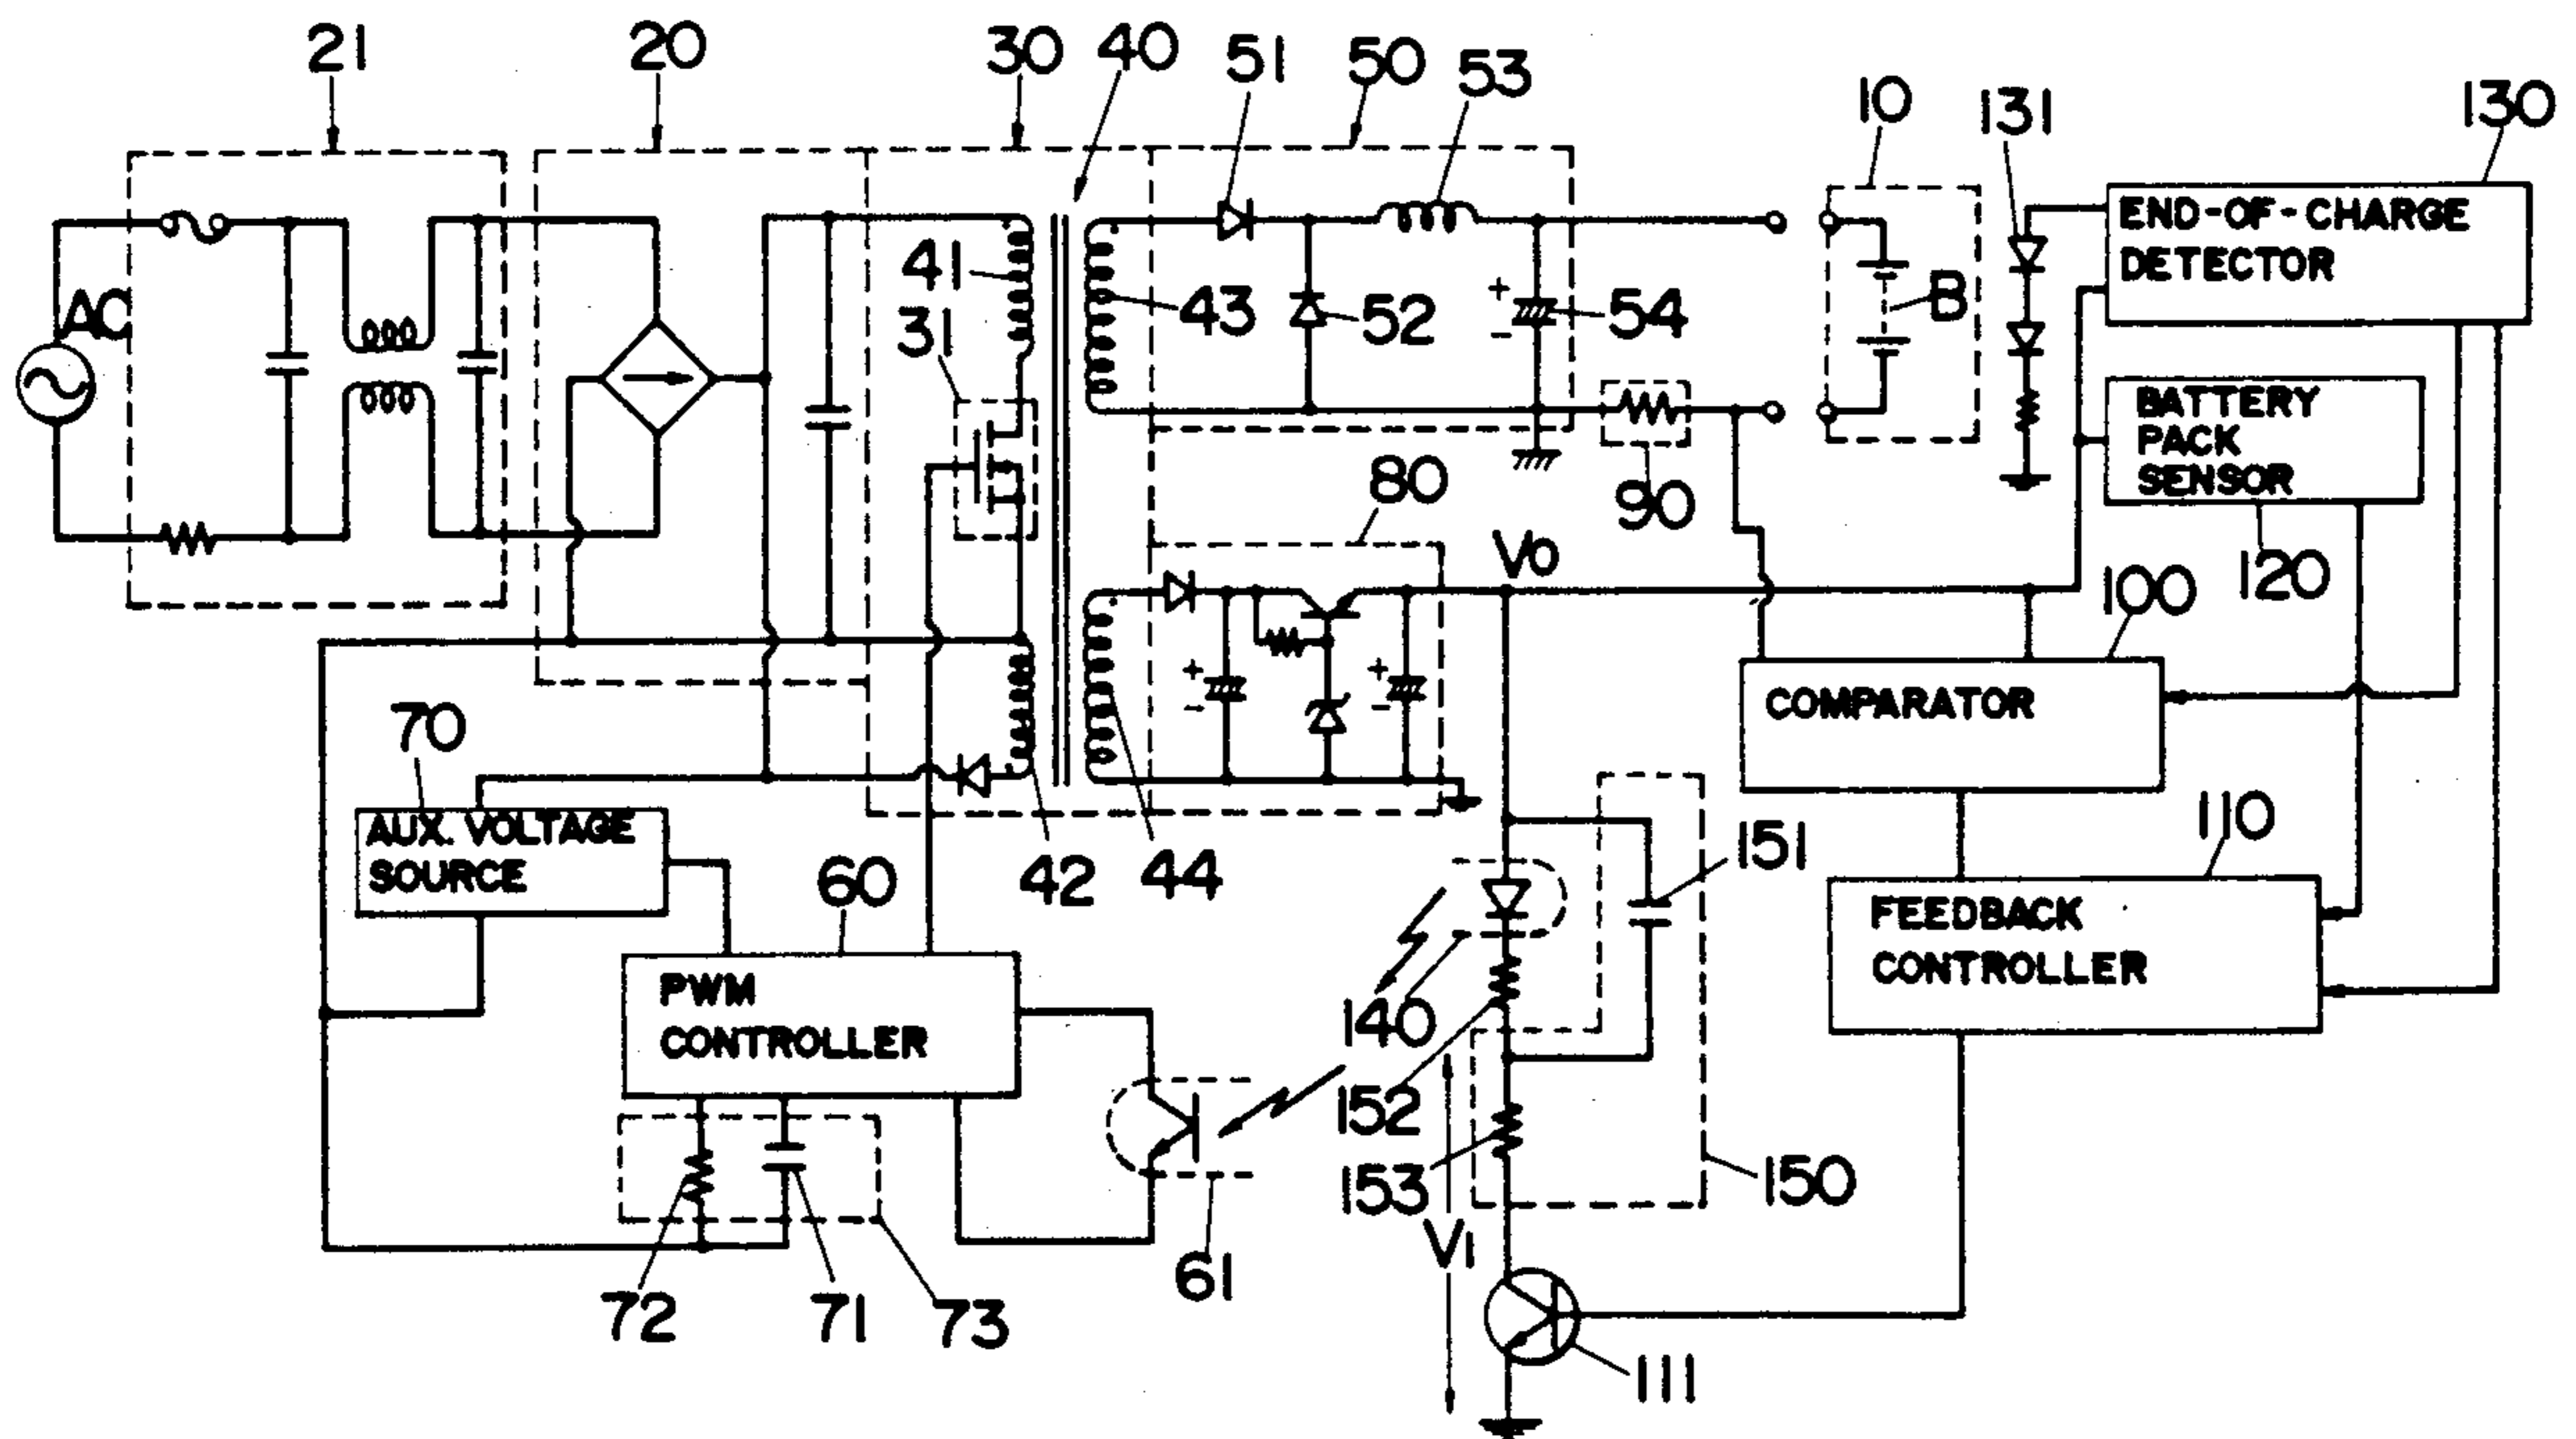 21
20
30
40
51
50
53
10
131
130
AC
41
31
43
52
54
B
END-OF-CHARGE
DETECTOR
+
-
BATTERY
PACK
SENSOR
90
80
Vo
120
100
+
-
+
-
COMPARATOR
70
AUX. VOLTAGE
SOURCE
60
42
44
151
110
FEEDBACK
CONTROLLER
PWM
CONTROLLER
140
152
153
150
V1
61
72
71
73
111